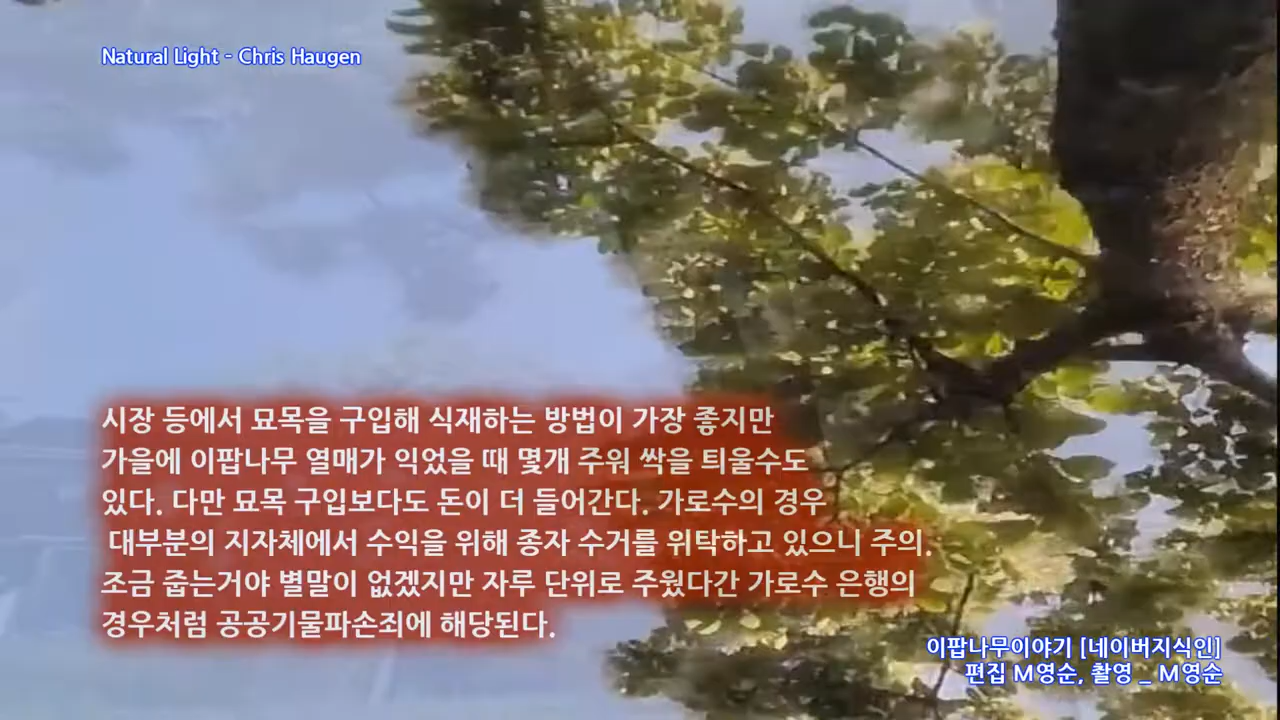 Natural Light - Chris Haugen
시장 등에서 묘목을 구입해 식재하는 방법이 가장 좋지만
가을에 이팝나무 열매가 익었을 때 몇개 주워 싹을 틔울수도
있다. 다만 묘목 구입보다도 돈이 더 들어간다. 가로수의 경우
대부분의 지자체에서 수익을 위해 종자 수거를 위탁하고 있으니 주의.
조금 줍는거야 별말이 없겠지만 자루 단위로 주웠다간 가로수 은행의
경우처럼 공공기물파손죄에 해당된다.
이팝나무이야기 [네이버지식인]
편집 M영순, 촬영 _ M영순